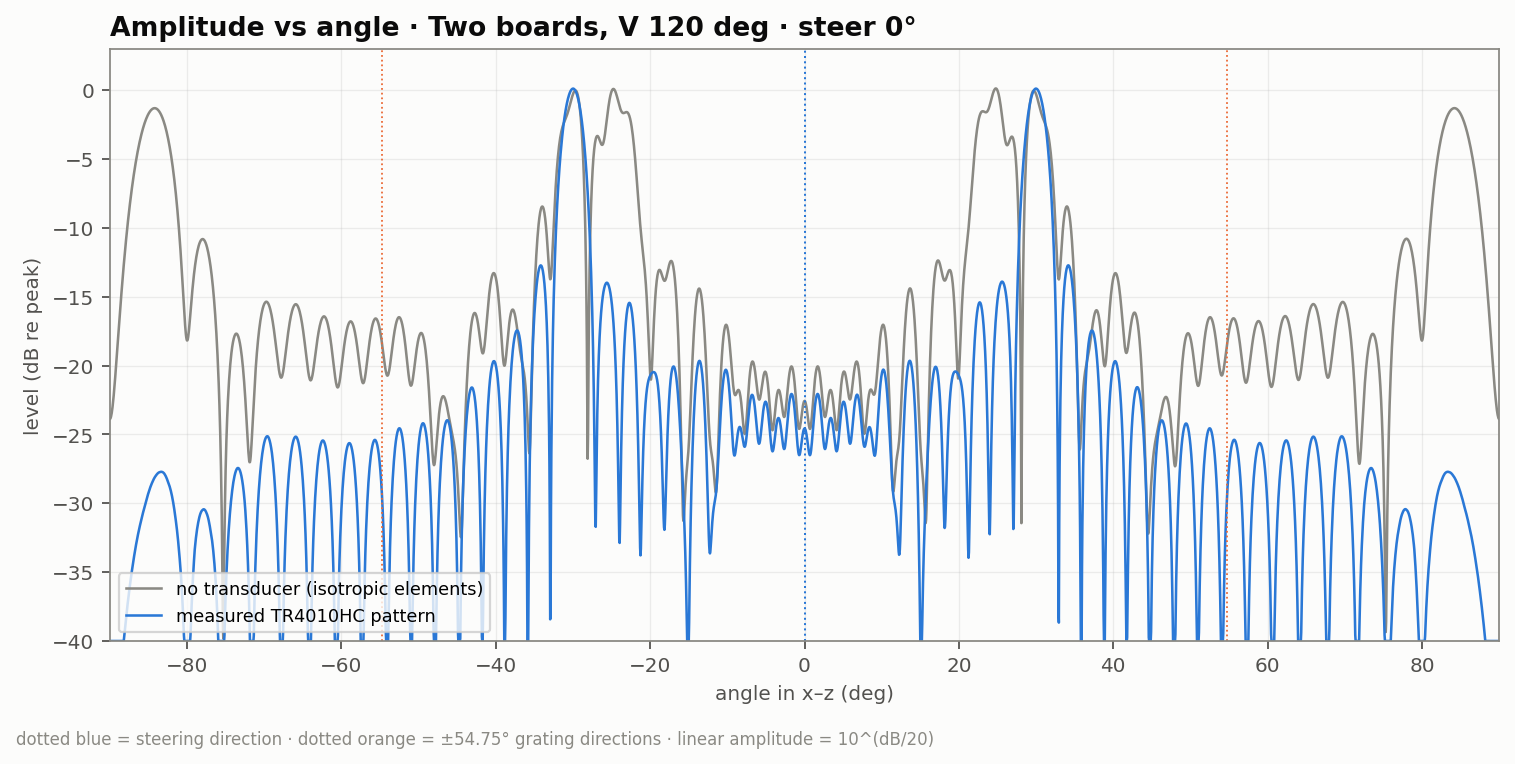 Amplitude vs angle · Two boards, V 120 deg · steer 0°
level (dB re peak)
0
−5
−10
−15
−20
−25
−30
−35
−40
no transducer (isotropic elements)
measured TR4010HC pattern
−80 −60 −40 −20 0 20 40 60 80
angle in x–z (deg)
dotted blue = steering direction · dotted orange = ±54.75° grating directions · linear amplitude = 10^(dB/20)